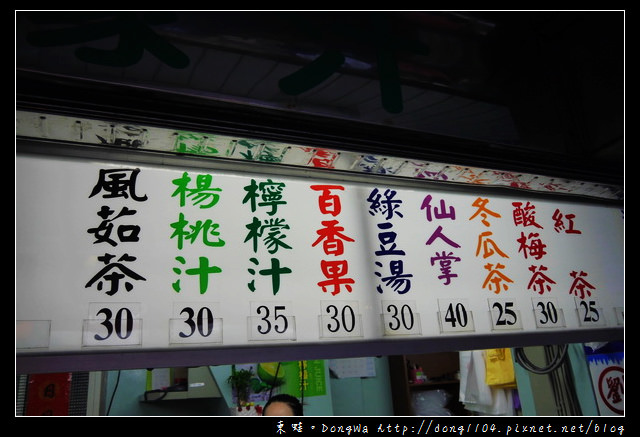 風茹茶
30
楊桃汁
30
檸檬汁
35
百香果
30
綠豆湯
30
仙人掌
40
冬瓜茶
25
酸梅茶
30
紅茶
25
劉
東蛙。DongWa @ http://dong1104.pixnet.net/blog